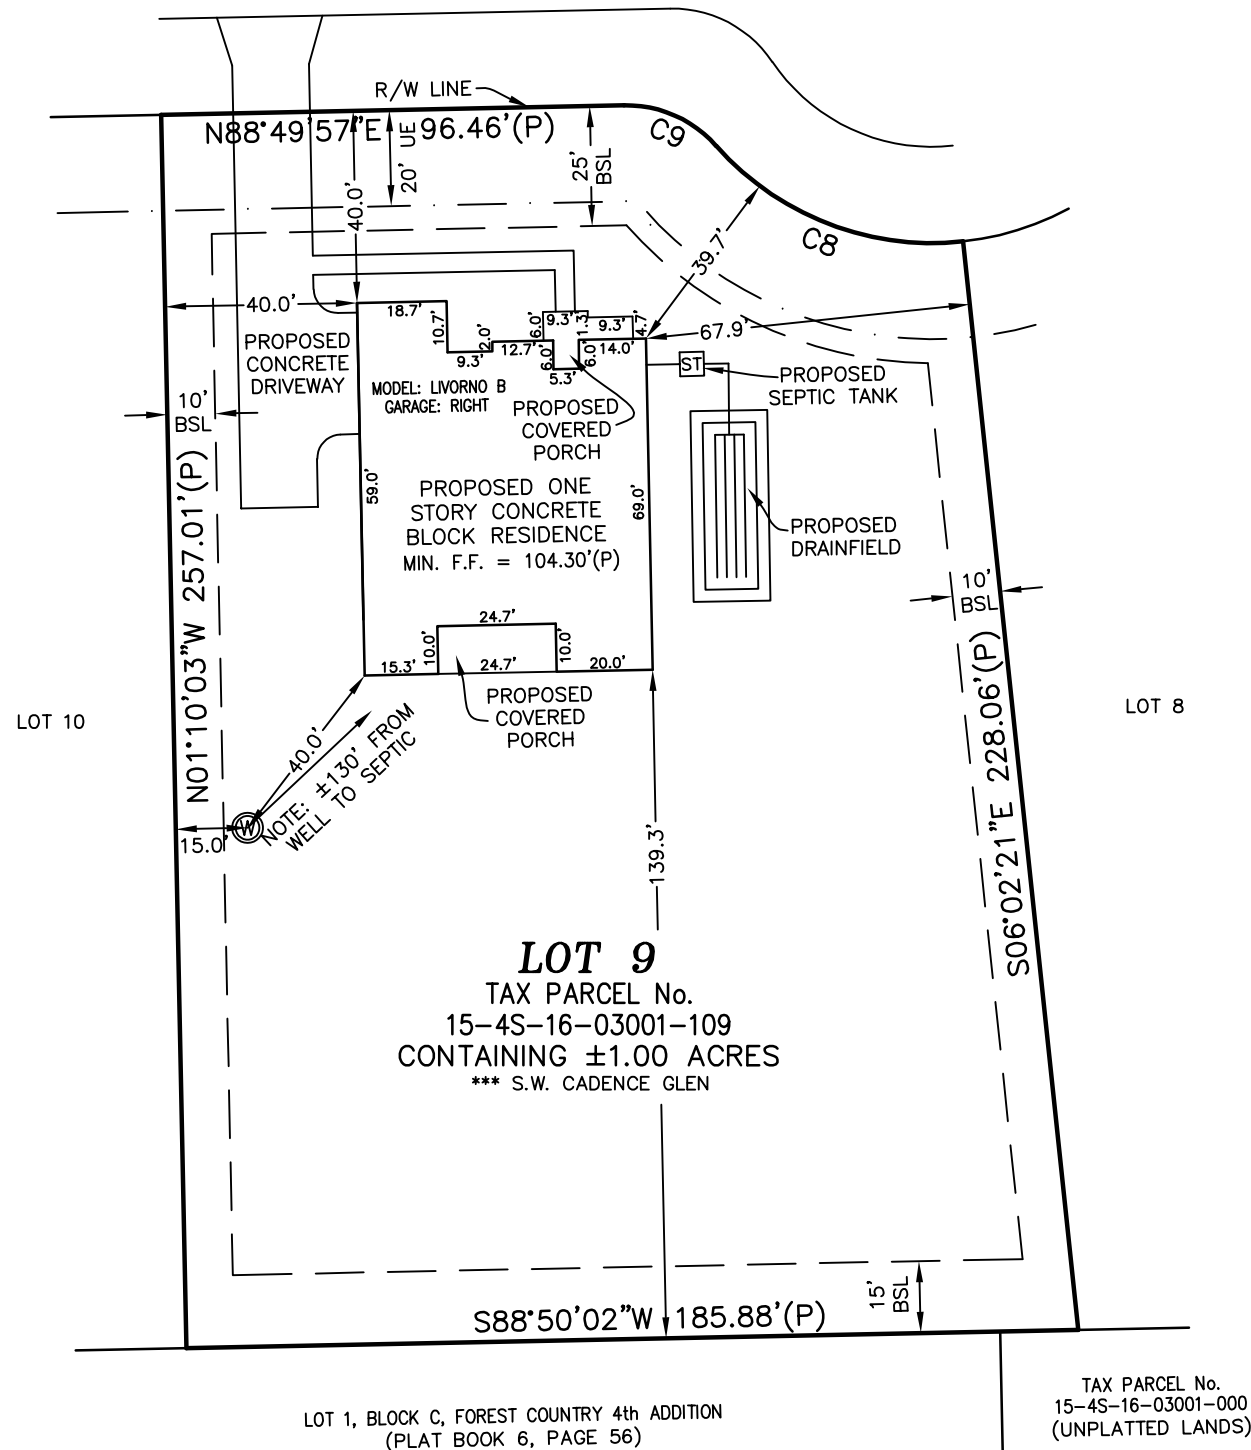 R/W LINE
N88°49'57"E 96.46'(P)
C9
20' UE
25'
BSL
40.0'
C8
39.7'
40.0'
67.9'
18.7'
10.7'
9.3'
2.0'
12.7'
6.0'
9.3'
1.3'
9.3'
4.7'
6.0'
5.3'
6.0'
14.0'
PROPOSED
CONCRETE
DRIVEWAY
ST
PROPOSED
SEPTIC TANK
MODEL: LIVORNO B
GARAGE: RIGHT
PROPOSED
COVERED
PORCH
10'
BSL
59.0'
69.0'
PROPOSED ONE
STORY CONCRETE
BLOCK RESIDENCE
MIN. F.F. = 104.30'(P)
PROPOSED
DRAINFIELD
10'
BSL
N01°10'03"W 257.01'(P)
24.7'
10.0'
10.0'
15.3'
24.7'
20.0'
PROPOSED
COVERED
PORCH
LOT 10
LOT 8
S06°02'21"E 228.06'(P)
40.0'
NOTE: ±130' FROM
WELL TO SEPTIC
W
15.0'
139.3'
LOT 9
TAX PARCEL No.
15-4S-16-03001-109
CONTAINING ±1.00 ACRES
*** S.W. CADENCE GLEN
15'
BSL
S88°50'02"W 185.88'(P)
LOT 1, BLOCK C, FOREST COUNTRY 4th ADDITION
(PLAT BOOK 6, PAGE 56)
TAX PARCEL No.
15-4S-16-03001-000
(UNPLATTED LANDS)